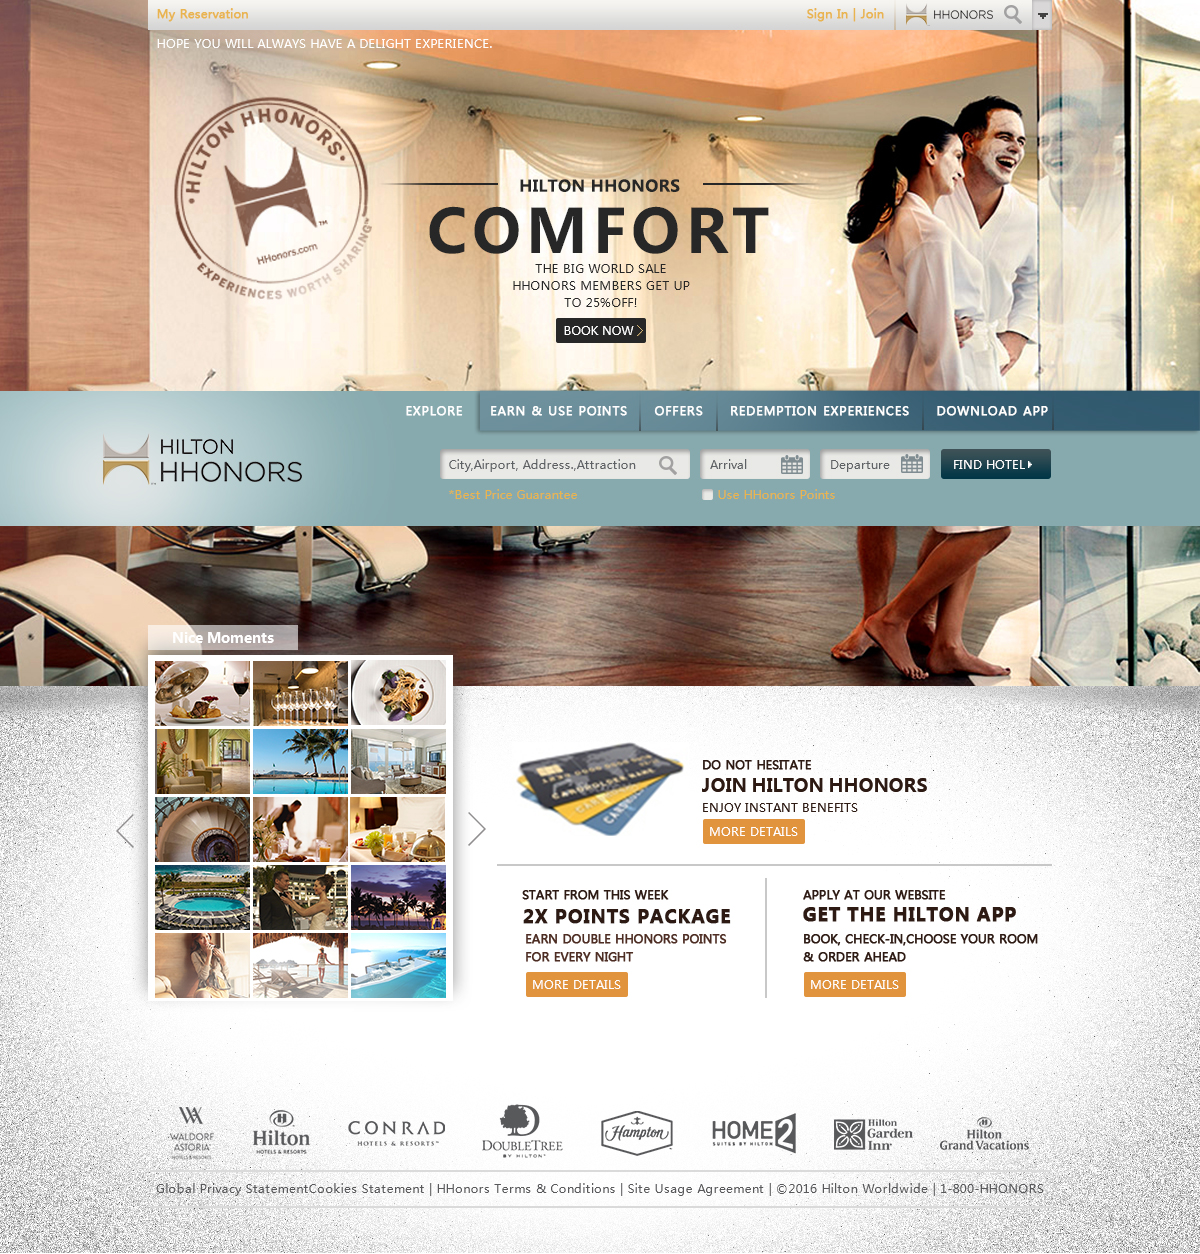 My Reservation
Sign In | Join
HHONORS
HOPE YOU WILL ALWAYS HAVE A DELIGHT EXPERIENCE.
HILTON HHONORS
HHonors.com
EXPERIENCES WORTH SHARING™
HILTON HHONORS
COMFORT
THE BIG WORLD SALE
HHONORS MEMBERS GET UP
TO 25%OFF!
BOOK NOW
EXPLORE
EARN & USE POINTS
OFFERS
REDEMPTION EXPERIENCES
DOWNLOAD APP
HILTON
HHONORS
City,Airport, Address.,Attraction
Arrival
Departure
FIND HOTEL
*Best Price Guarantee
Use HHonors Points
Nice Moments
DO NOT HESITATE
JOIN HILTON HHONORS
ENJOY INSTANT BENEFITS
MORE DETAILS
START FROM THIS WEEK
2X POINTS PACKAGE
EARN DOUBLE HHONORS POINTS
FOR EVERY NIGHT
MORE DETAILS
APPLY AT OUR WEBSITE
GET THE HILTON APP
BOOK, CHECK-IN,CHOOSE YOUR ROOM
& ORDER AHEAD
MORE DETAILS
WALDORF
ASTORIA
HOTELS & RESORTS
Hilton
HOTELS & RESORTS
CONRAD
HOTELS & RESORTS™
DOUBLETREE
BY HILTON™
Hampton
HOME2
SUITES BY HILTON
Hilton
Garden
Inn
Hilton
Grand Vacations
Global Privacy StatementCookies Statement | HHonors Terms & Conditions | Site Usage Agreement | ©2016 Hilton Worldwide | 1-800-HHONORS